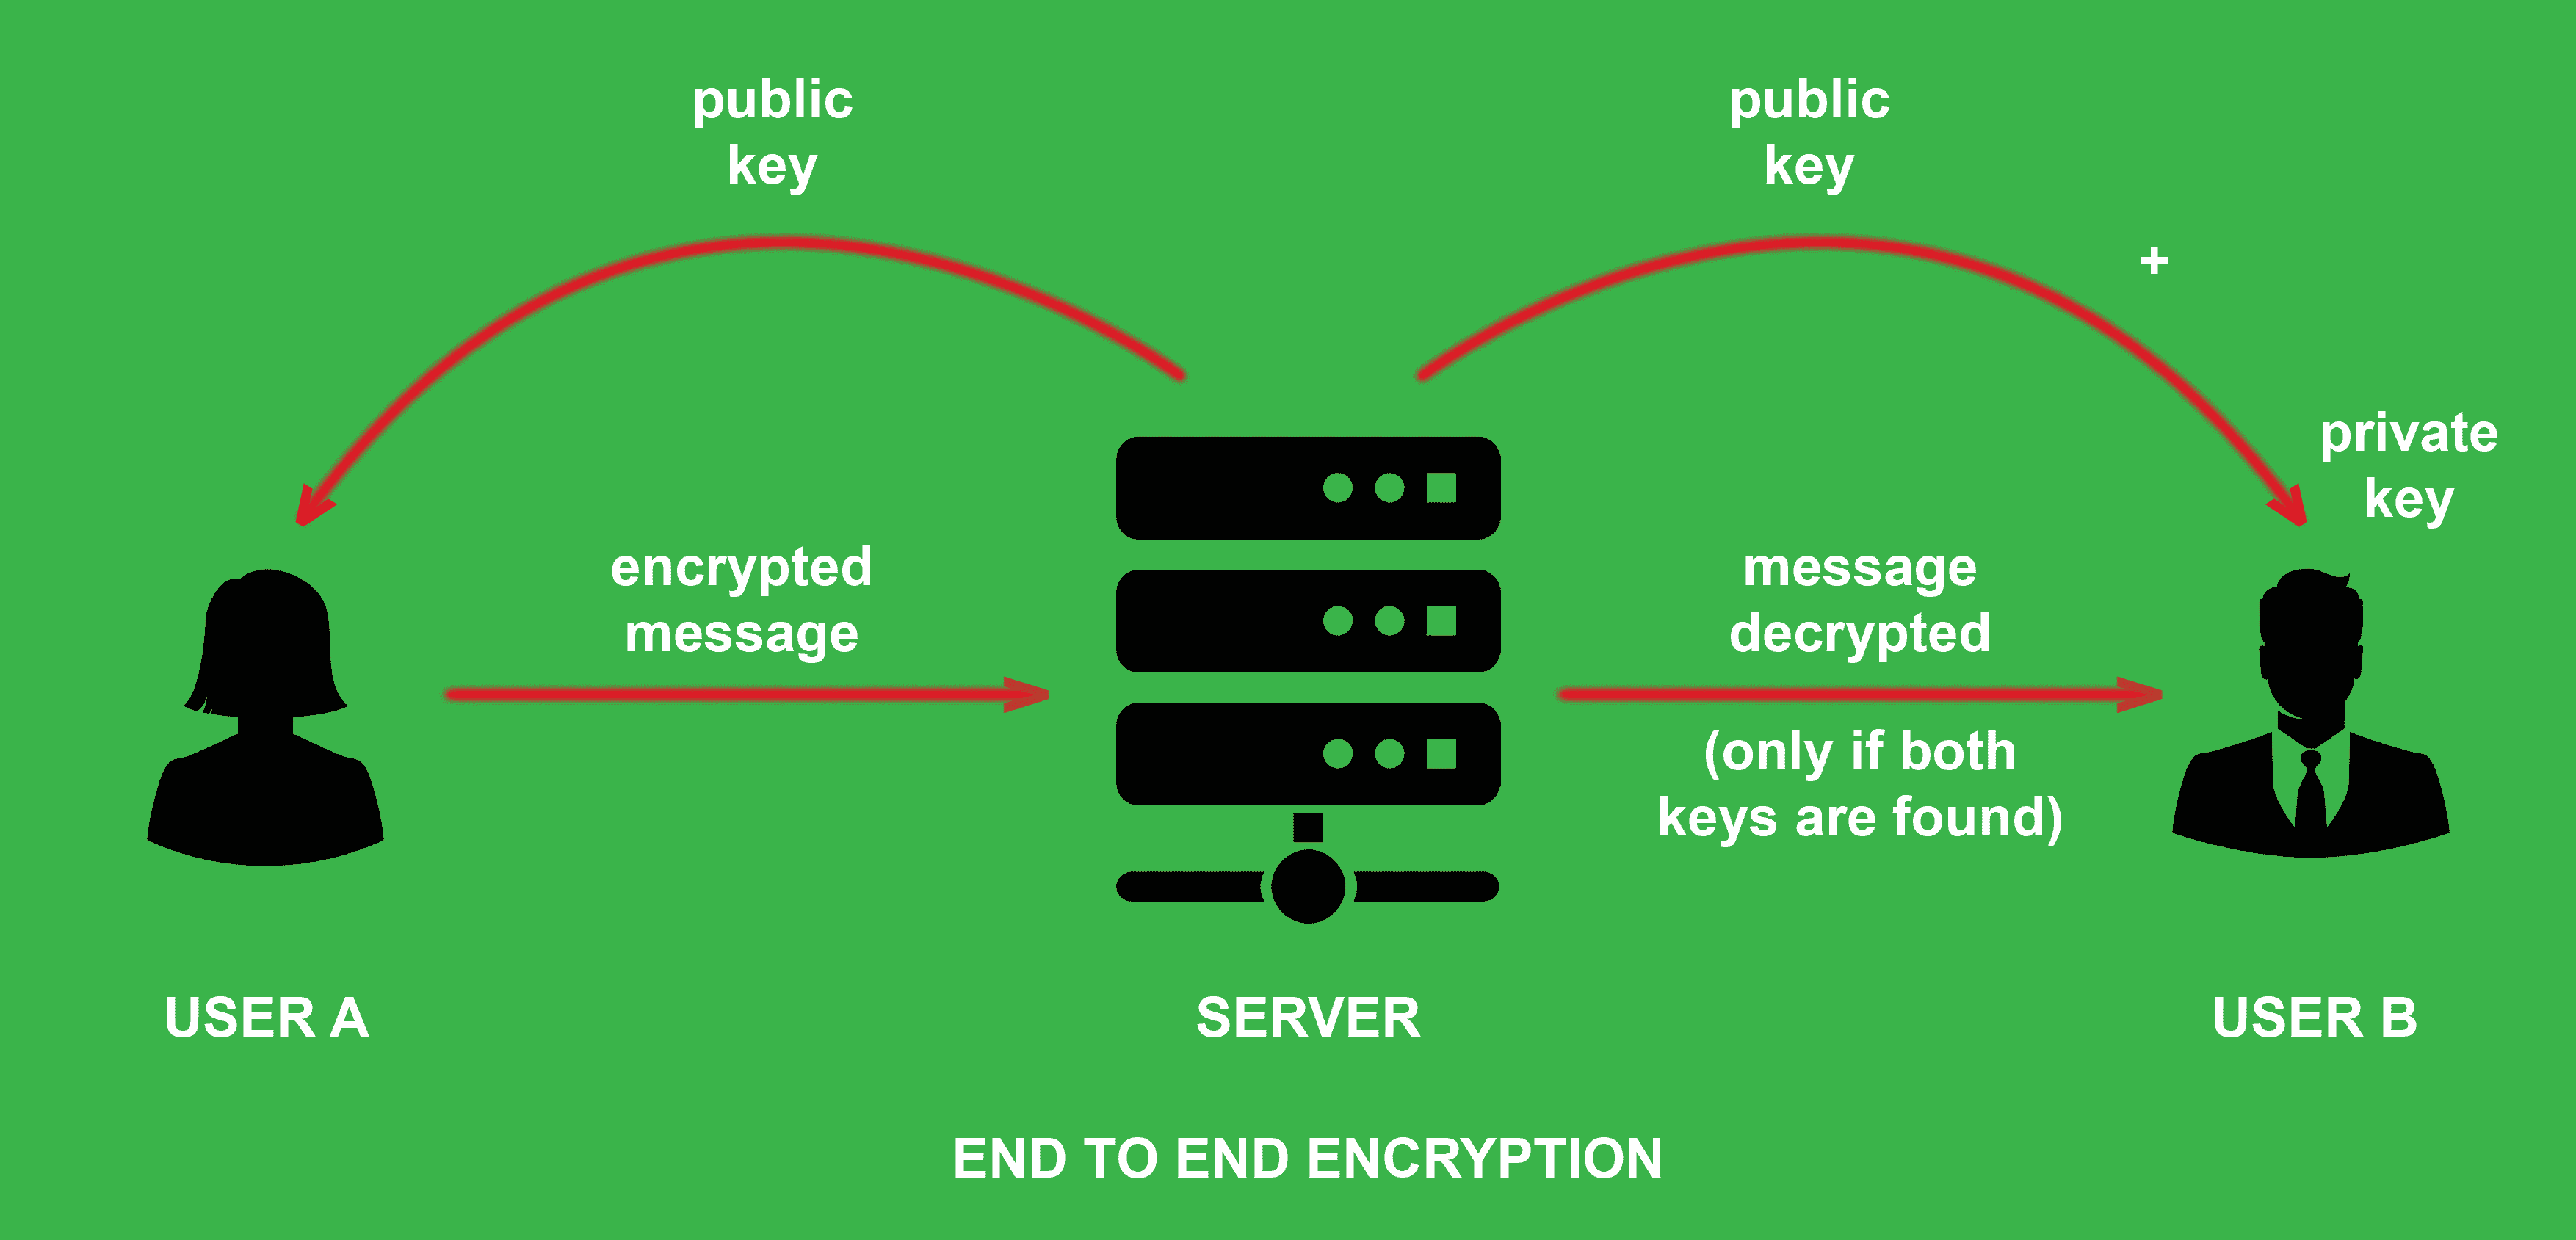 public
key
public
key
+
private
key
encrypted
message
message
decrypted
(only if both
keys are found)
USER A
SERVER
USER B
END TO END ENCRYPTION